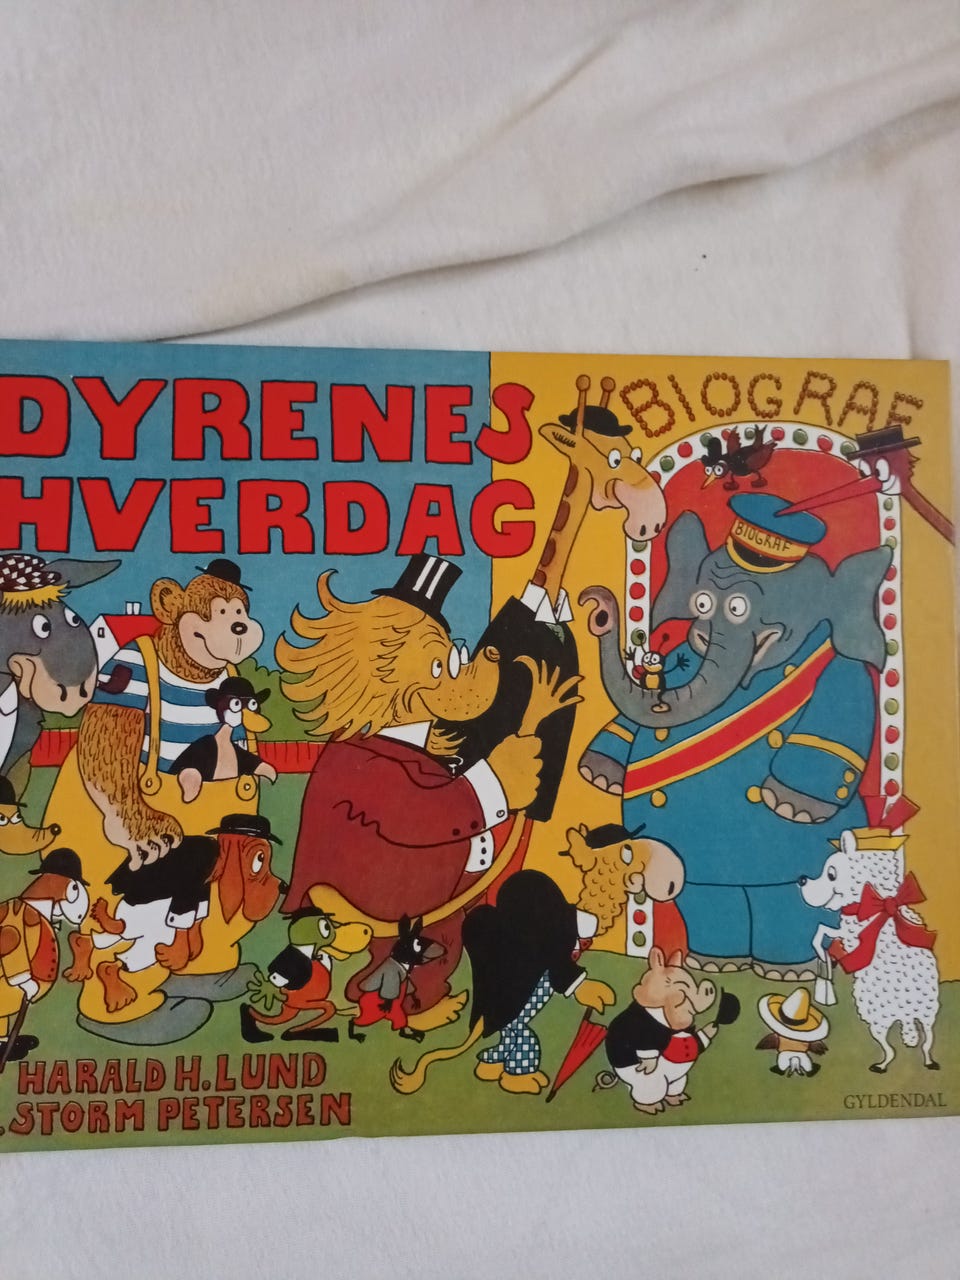 DYRENES
HVERDAG
BIOGRAF
BIOGRAF
HARALD H. LUND
. STORM PETERSEN
GYLDENDAL